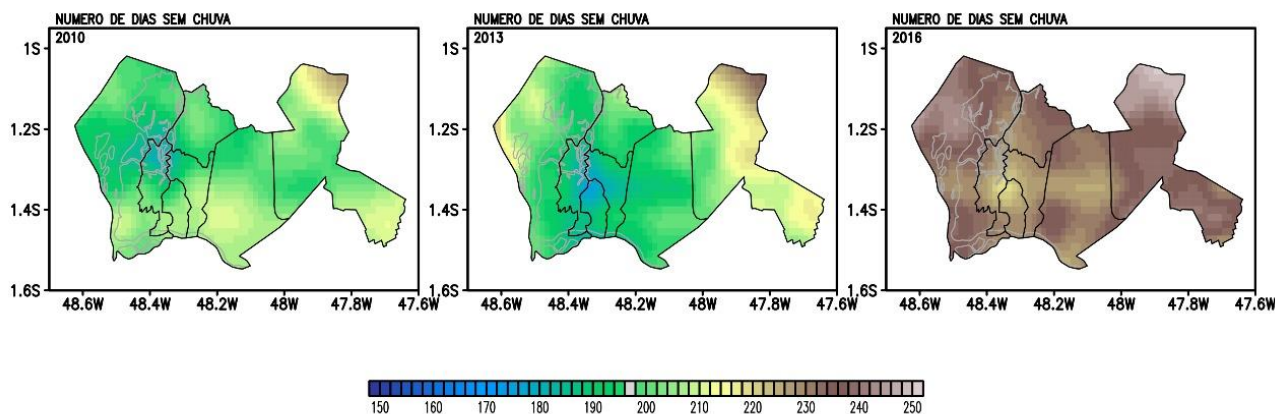 NUMERO DE DIAS SEM CHUVA
2010
1S
1.2S
1.4S
1.6S
48.6W 48.4W 48.2W 48W 47.8W 47.6W
NUMERO DE DIAS SEM CHUVA
2013
1S
1.2S
1.4S
1.6S
48.6W 48.4W 48.2W 48W 47.8W 47.6W
NUMERO DE DIAS SEM CHUVA
2016
1S
1.2S
1.4S
1.6S
48.6W 48.4W 48.2W 48W 47.8W 47.6W
150 160 170 180 190 200 210 220 230 240 250